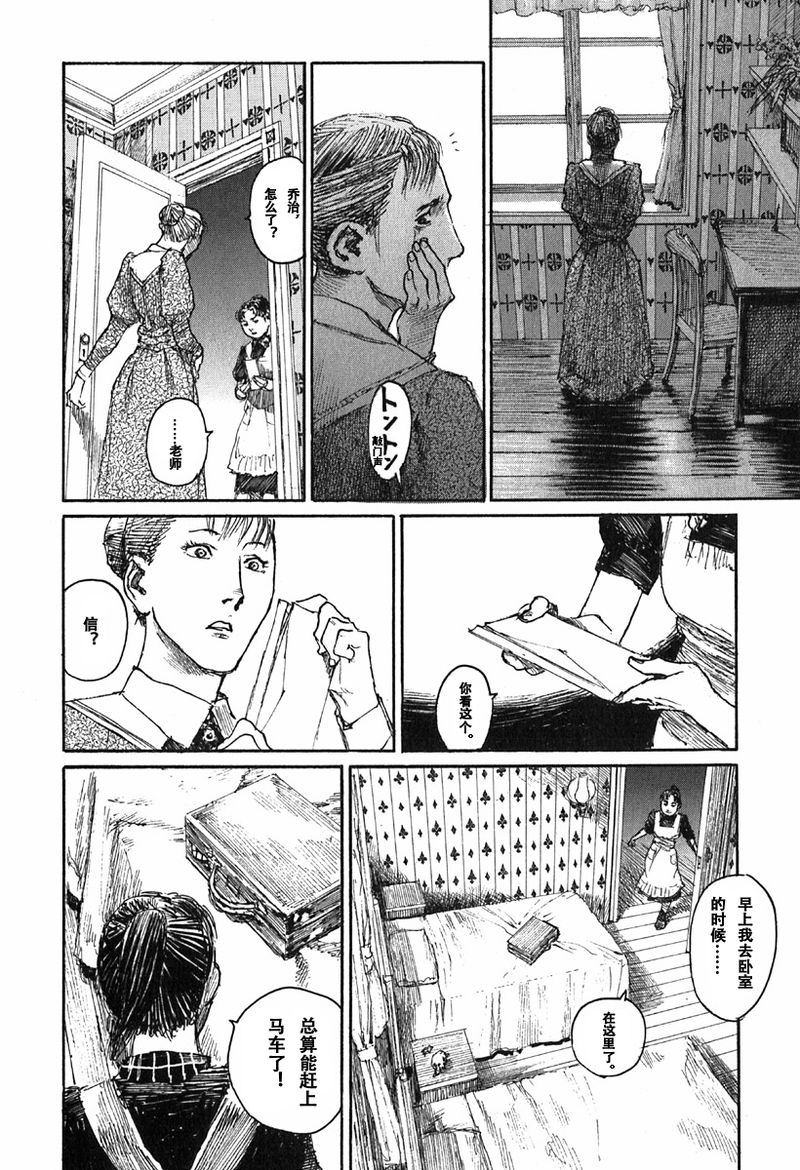 トントン
敲门声
乔治，
怎么了？
……老师
你看这个。
信？
早上我去卧室
的时候……
在这里了。
总算能赶上
马车了！